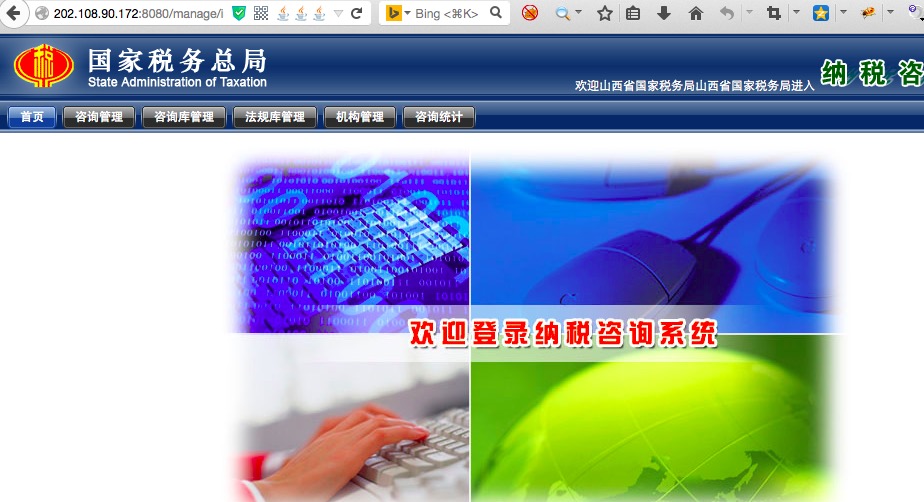 202.108.90.172:8080/manage/i
Bing <⌘K>
国家税务总局
State Administration of Taxation
欢迎山西省国家税务局山西省国家税务局进入 纳税咨
首页 咨询管理 咨询库管理 法规库管理 机构管理 咨询统计
欢迎登录纳税咨询系统